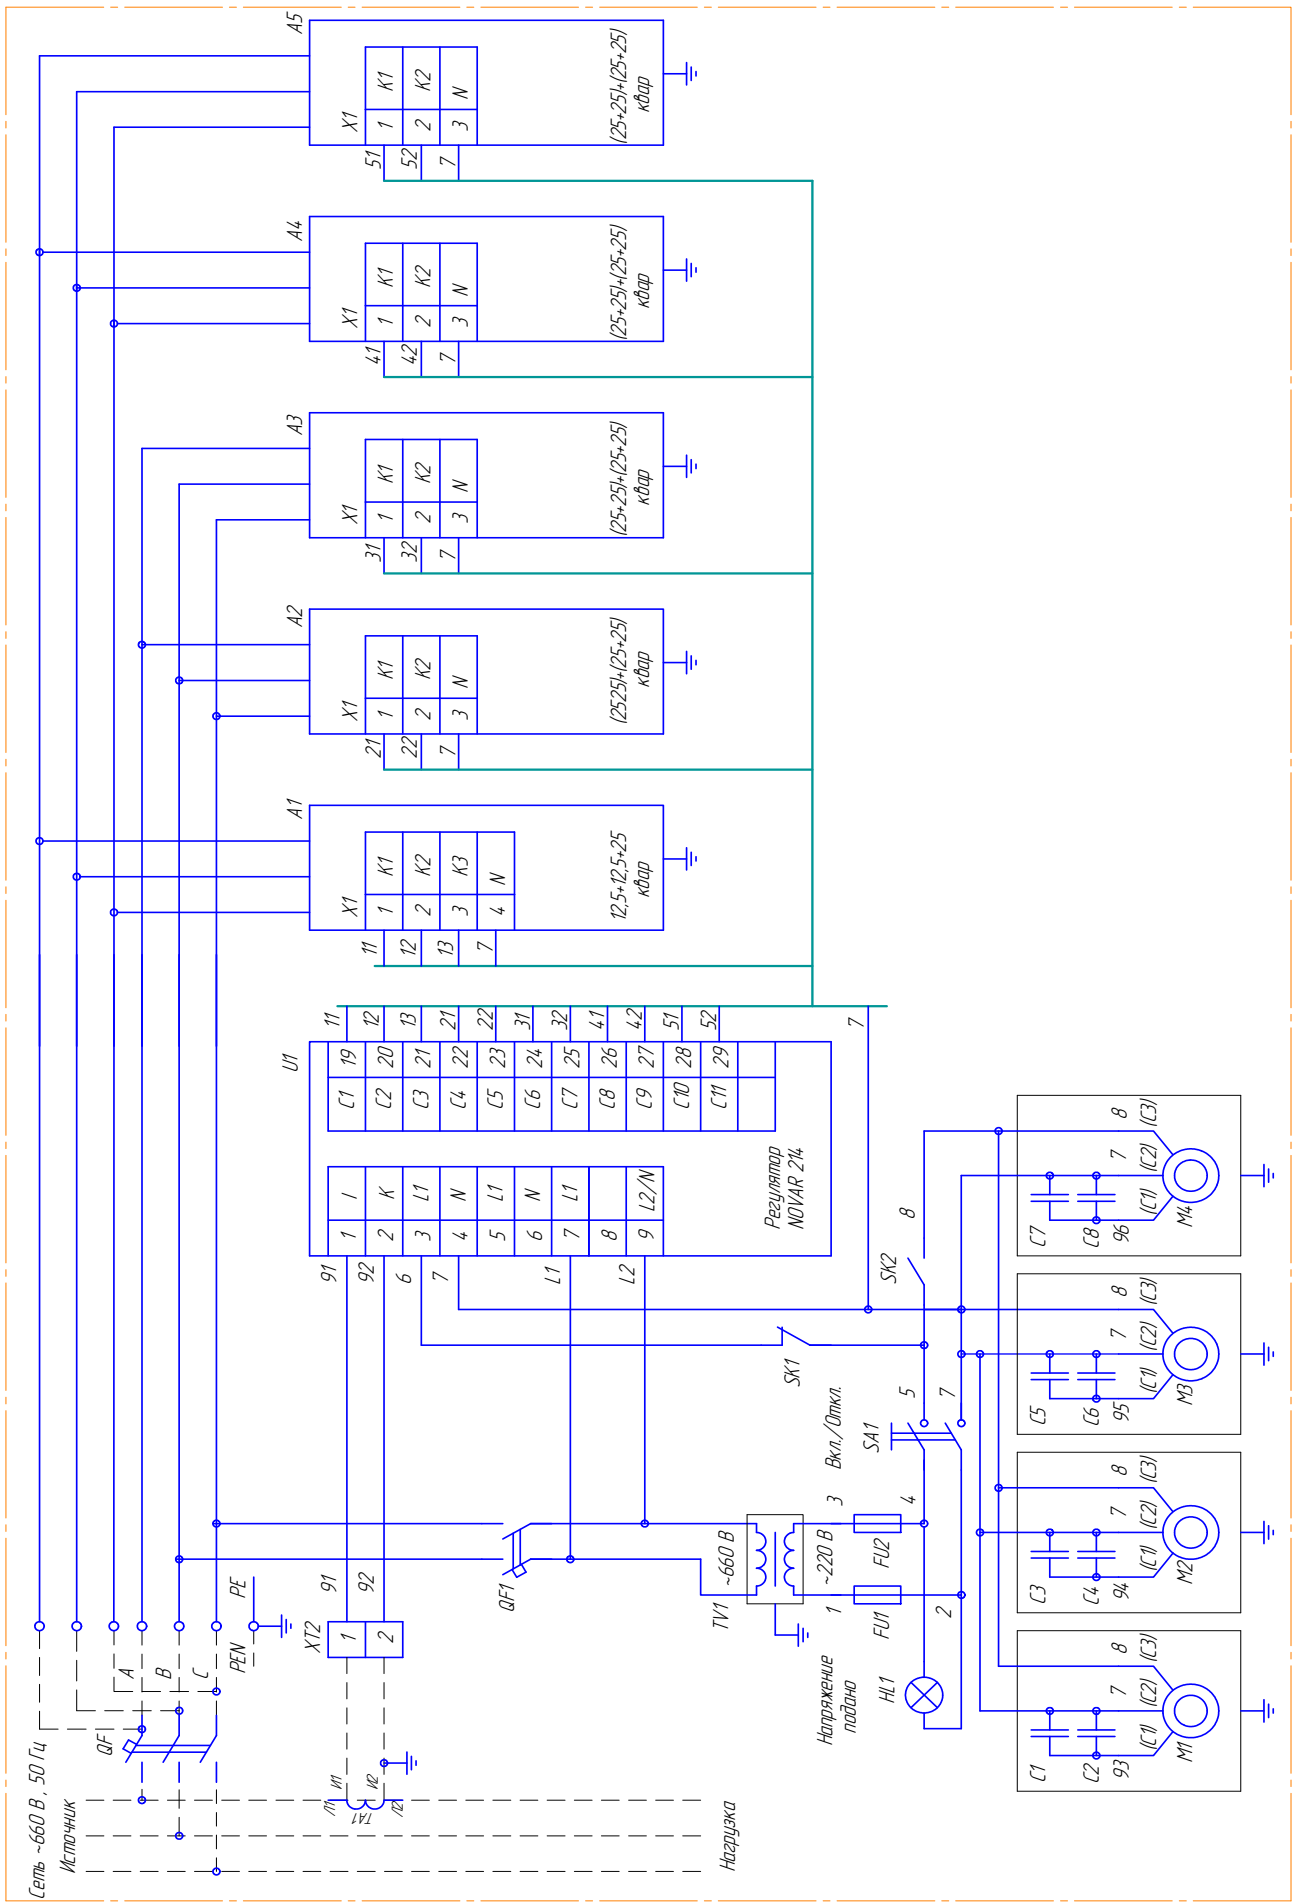 Сеть ~660 В, 50 Гц
Источник
Нагрузка
QF
A
B
C
PEN
PE
Л1
И1
TA1
И2
Л2
XT2
1
2
91
92
QF1
TV1
~660 В
~220 В
1
3
FU1
FU2
2
4
Напряжение
подано
HL1
Вкл./Откл.
SA1
5
7
SK1
SK2
8
91
92
6
7
L1
L2
U1
1 I
2 K
3 L1
4 N
5 L1
6 N
7 L1
8
9 L2/N
Регулятор
NOVAR 214
C1 19 11
C2 20 12
C3 21 13
C4 22 21
C5 23 22
C6 24 31
C7 25 32
C8 26 41
C9 27 42
C10 28 51
C11 29 52
7
A1
X1
11 1 K1
12 2 K2
13 3 K3
7 4 N
12,5+12,5+25
квар
A2
X1
21 1 K1
22 2 K2
7 3 N
(2525)+(25+25)
квар
A3
X1
31 1 K1
32 2 K2
7 3 N
(25+25)+(25+25)
квар
A4
X1
41 1 K1
42 2 K2
7 3 N
(25+25)+(25+25)
квар
A5
X1
51 1 K1
52 2 K2
7 3 N
(25+25)+(25+25)
квар
C1
C2
93
7
8
(C1)
(C2)
(C3)
M1
C3
C4
94
7
8
(C1)
(C2)
(C3)
M2
C5
C6
95
7
8
(C1)
(C2)
(C3)
M3
C7
C8
96
7
8
(C1)
(C2)
(C3)
M4